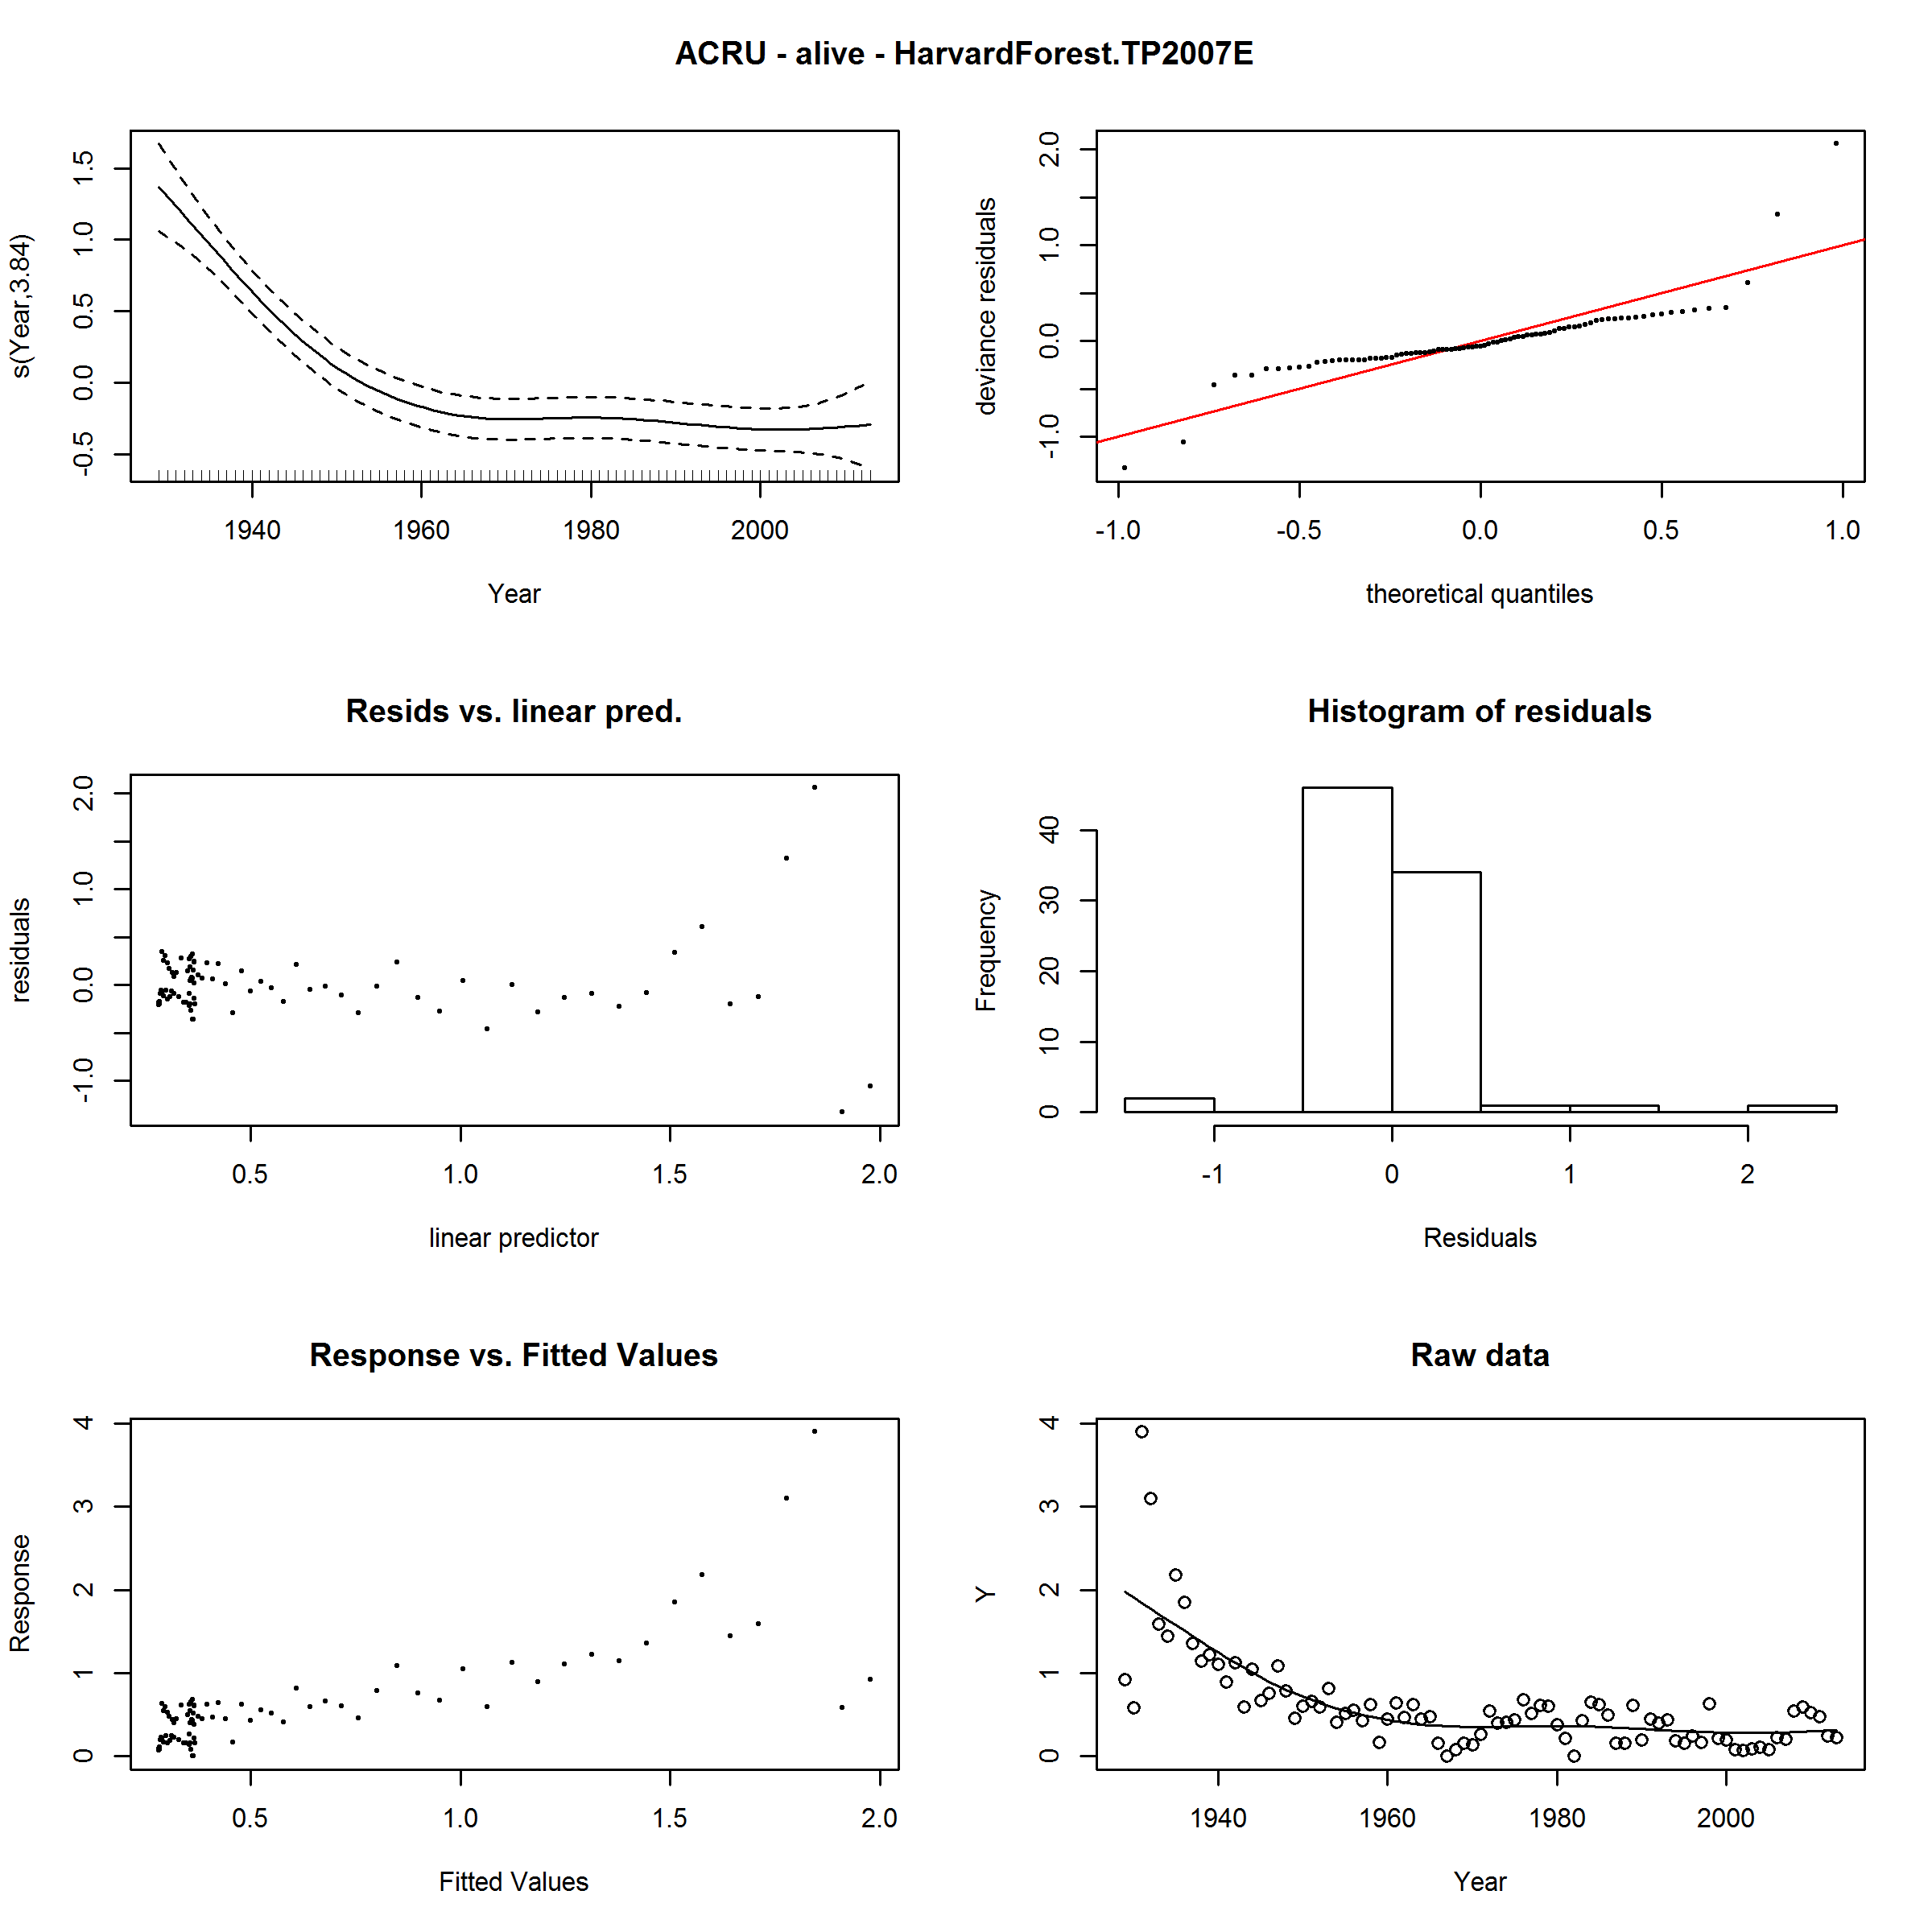 ACRU - alive - HarvardForest.TP2007E
s(Year,3.84)
-0.5 0.0 0.5 1.0 1.5
1940 1960 1980 2000
Year
deviance residuals
-1.0 0.0 1.0 2.0
-1.0 -0.5 0.0 0.5 1.0
theoretical quantiles
Resids vs. linear pred.
residuals
-1.0 0.0 1.0 2.0
0.5 1.0 1.5 2.0
linear predictor
Histogram of residuals
Frequency
0 10 20 30 40
-1 0 1 2
Residuals
Response vs. Fitted Values
Response
0 1 2 3 4
0.5 1.0 1.5 2.0
Fitted Values
Raw data
Y
0 1 2 3 4
1940 1960 1980 2000
Year